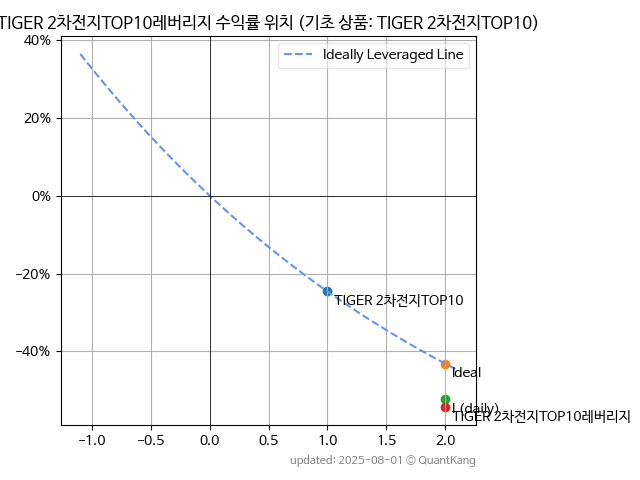 TIGER 2차전지TOP10레버리지 수익률 위치 (기초 상품: TIGER 2차전지TOP10)
Ideally Leveraged Line
40%
20%
0%
−20%
−40%
TIGER 2차전지TOP10
Ideal
L(daily)
TIGER 2차전지TOP10레버리지
−1.0 −0.5 0.0 0.5 1.0 1.5 2.0
updated: 2025-08-01 © QuantKang